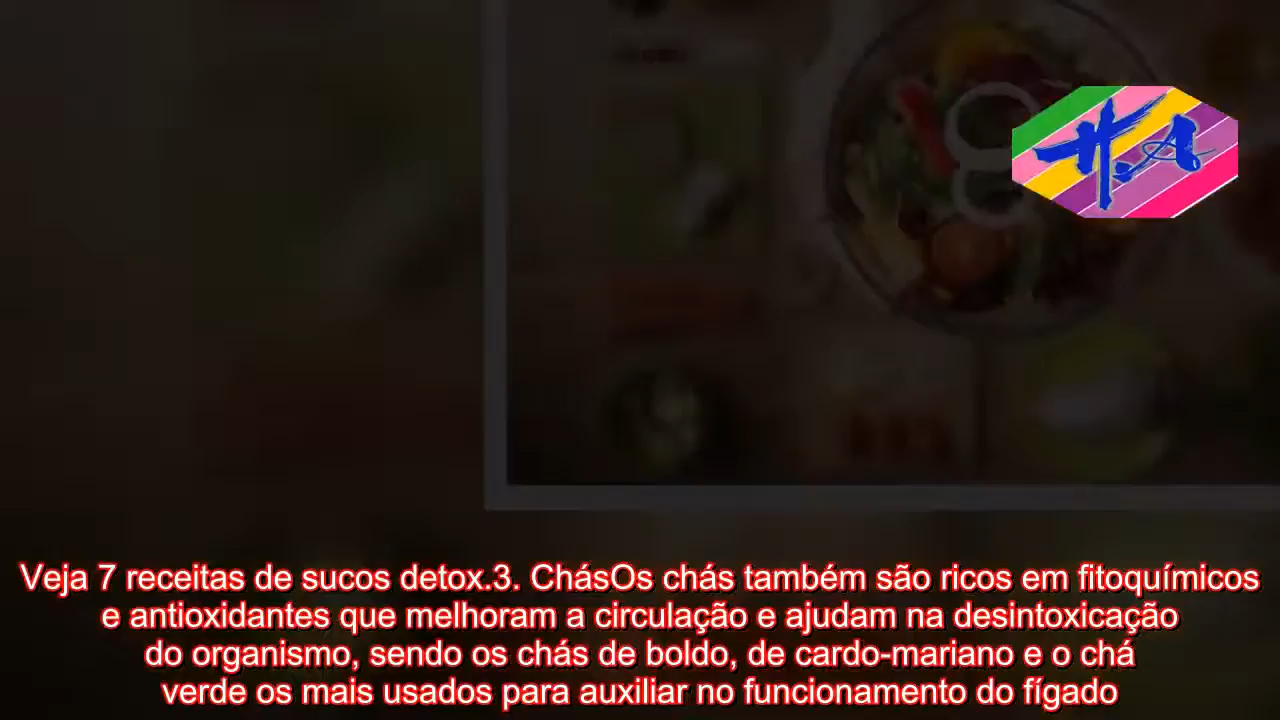 H.A
Veja 7 receitas de sucos detox.3. ChásOs chás também são ricos em fitoquímicos
e antioxidantes que melhoram a circulação e ajudam na desintoxicação
do organismo, sendo os chás de boldo, de cardo-mariano e o chá
verde os mais usados para auxiliar no funcionamento do fígado